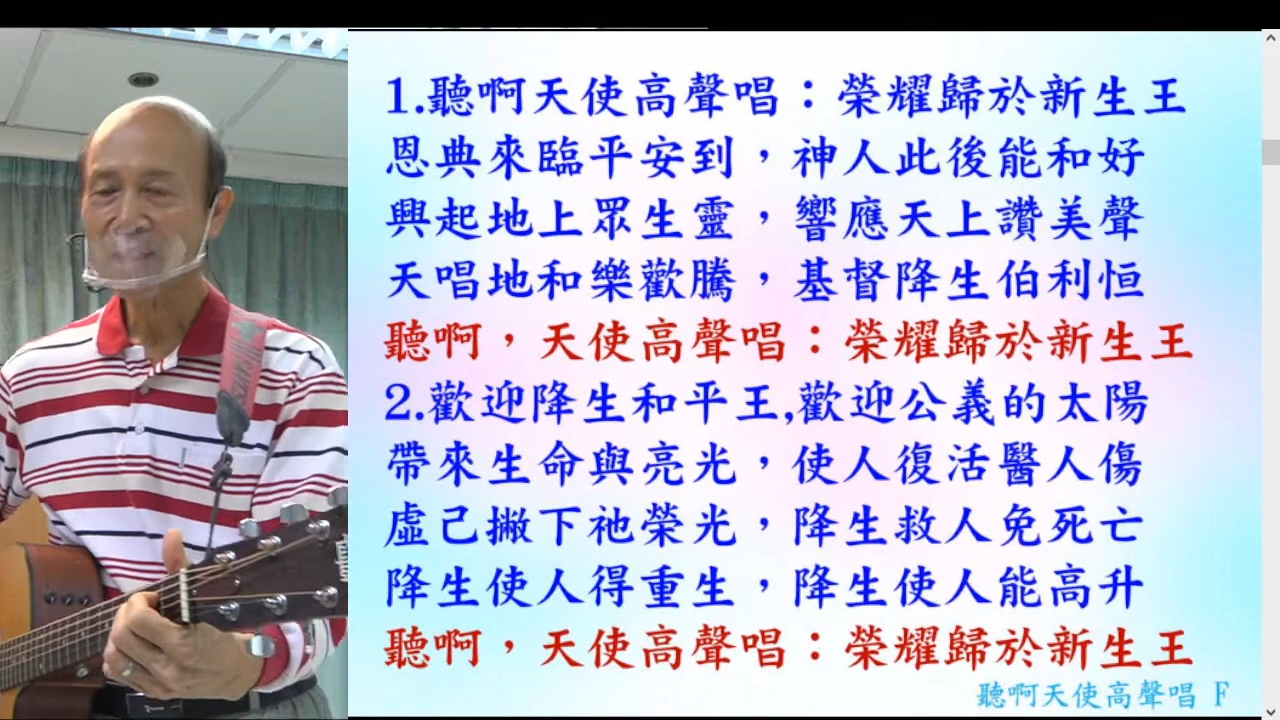 1.聽啊天使高聲唱：榮耀歸於新生王
恩典來臨平安到，神人此後能和好
興起地上眾生靈，響應天上讚美聲
天唱地和樂歡騰，基督降生伯利恒
聽啊，天使高聲唱：榮耀歸於新生王
2.歡迎降生和平王,歡迎公義的太陽
帶來生命與亮光，使人復活醫人傷
虛己撇下祂榮光，降生救人免死亡
降生使人得重生，降生使人能高升
聽啊，天使高聲唱：榮耀歸於新生王
聽啊天使高聲唱 F